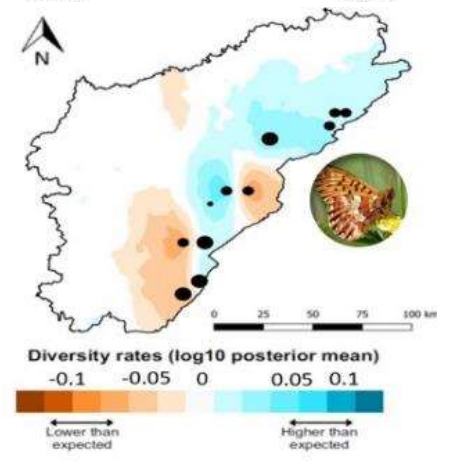 N
0 25 50 75 100 km
Diversity rates (log10 posterior mean)
-0.1 -0.05 0 0.05 0.1
Lower than expected
Higher than expected